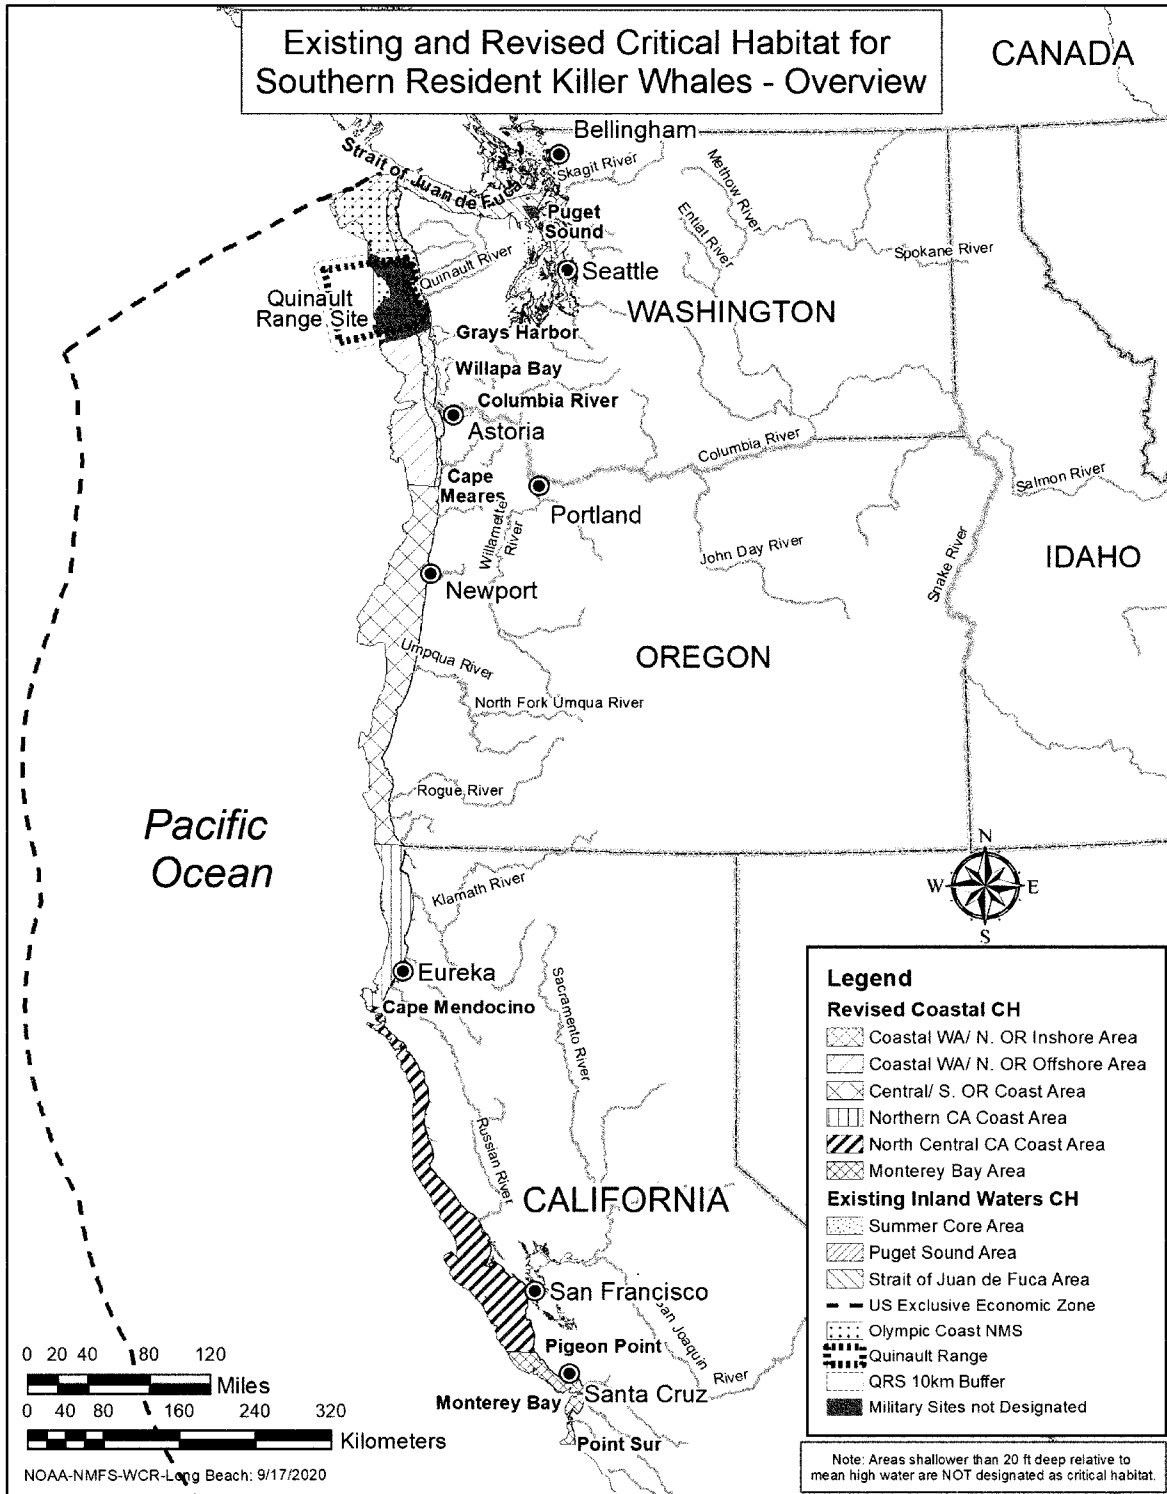 Existing and Revised Critical Habitat for
Southern Resident Killer Whales - Overview
CANADA
Bellingham
Strait of Juan de Fuca
Skagit River
Methow River
Entiat River
Puget
Sound
Spokane River
Quinault River
Seattle
Quinault
Range Site
WASHINGTON
Grays Harbor
Willapa Bay
Columbia River
Astoria
Columbia River
Cape
Meares
Salmon River
Portland
Willamette
River
John Day River
Snake River
IDAHO
Newport
Umpqua River
OREGON
North Fork Umqua River
Rogue River
Pacific
Ocean
N
W
E
S
Klamath River
Eureka
Sacramento River
Cape Mendocino
Russian River
CALIFORNIA
San Francisco
San Joaquin
River
Pigeon Point
Santa Cruz
Monterey Bay
Point Sur
Legend
Revised Coastal CH
Coastal WA/ N. OR Inshore Area
Coastal WA/ N. OR Offshore Area
Central/ S. OR Coast Area
Northern CA Coast Area
North Central CA Coast Area
Monterey Bay Area
Existing Inland Waters CH
Summer Core Area
Puget Sound Area
Strait of Juan de Fuca Area
US Exclusive Economic Zone
Olympic Coast NMS
Quinault Range
QRS 10km Buffer
Military Sites not Designated
0 20 40 80 120
Miles
0 40 80 160 240 320
Kilometers
NOAA-NMFS-WCR-Long Beach: 9/17/2020
Note: Areas shallower than 20 ft deep relative to
mean high water are NOT designated as critical habitat.